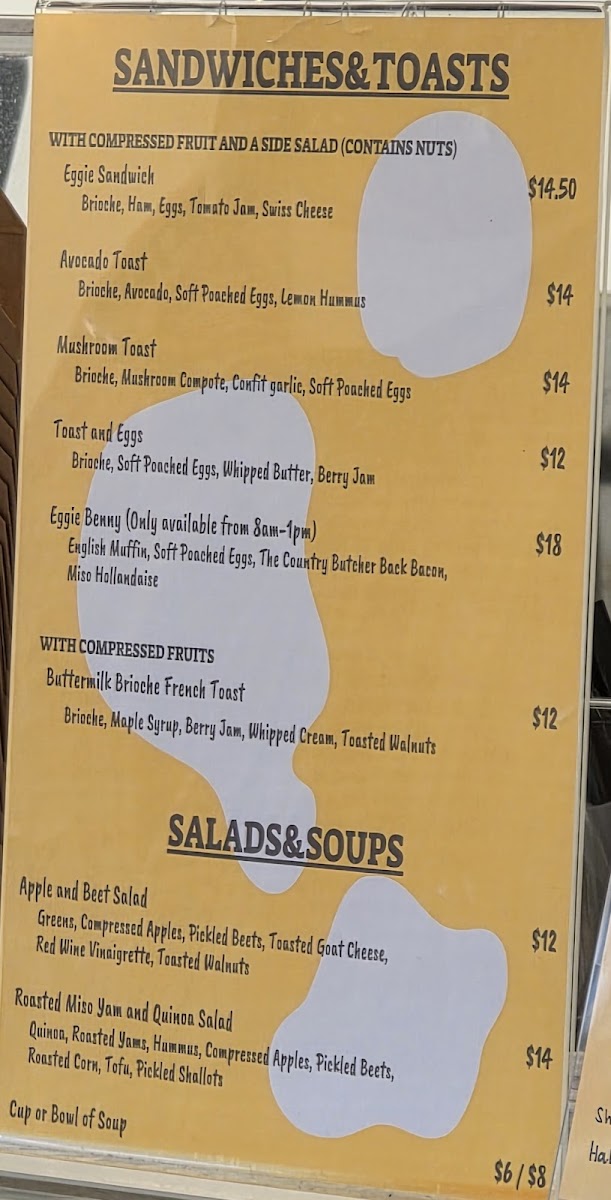 SANDWICHES&TOASTS
WITH COMPRESSED FRUIT AND A SIDE SALAD (CONTAINS NUTS)
Eggie Sandwich
$14.50
Brioche, Ham, Eggs, Tomato Jam, Swiss Cheese
Avocado Toast
Brioche, Avocado, Soft Poached Eggs, Lemon Hummus
$14
Mushroom Toast
Brioche, Mushroom Compote, Confit garlic, Soft Poached Eggs
$14
Toast and Eggs
Brioche, Soft Poached Eggs, Whipped Butter, Berry Jam
$12
Eggie Benny (Only available from 8am-1pm)
English Muffin, Soft Poached Eggs, The Country Butcher Back Bacon,
Miso Hollandaise
$18
WITH COMPRESSED FRUITS
Buttermilk Brioche French Toast
Brioche, Maple Syrup, Berry Jam, Whipped Cream, Toasted Walnuts
$12
SALADS&SOUPS
Apple and Beet Salad
Greens, Compressed Apples, Pickled Beets, Toasted Goat Cheese,
Red Wine Vinaigrette, Toasted Walnuts
$12
Roasted Miso Yam and Quinoa Salad
Quinoa, Roasted Yams, Hummus, Compressed Apples, Pickled Beets,
Roasted Corn, Tofu, Pickled Shallots
$14
Cup or Bowl of Soup
$6 / $8